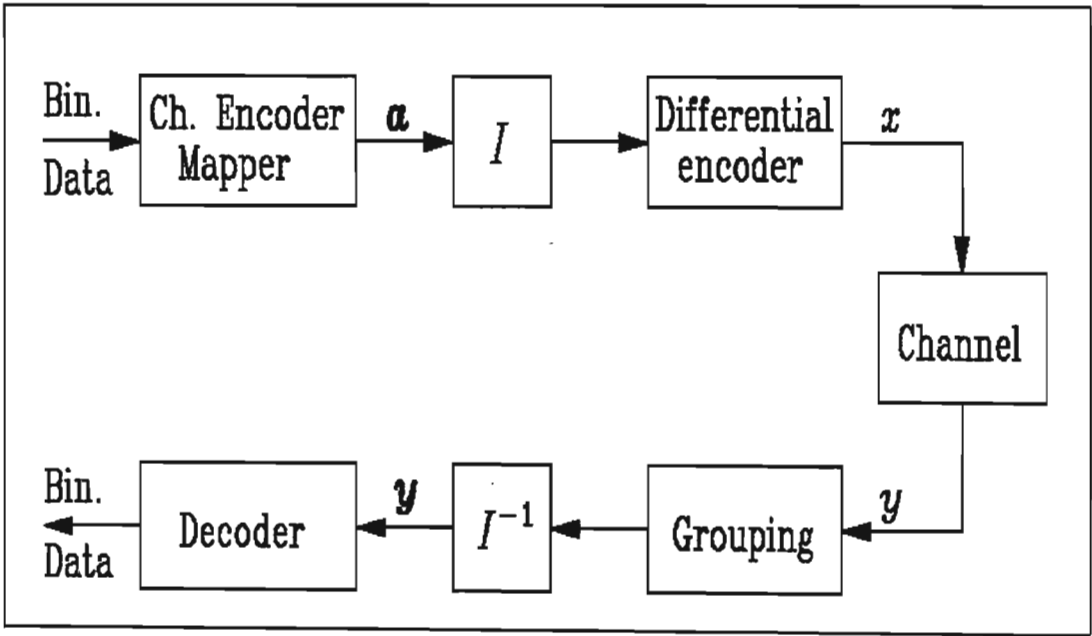 Bin.
Data
Ch. Encoder
Mapper
a
I
Differential
encoder
x
Channel
y
Grouping
I⁻¹
y
Decoder
Bin.
Data